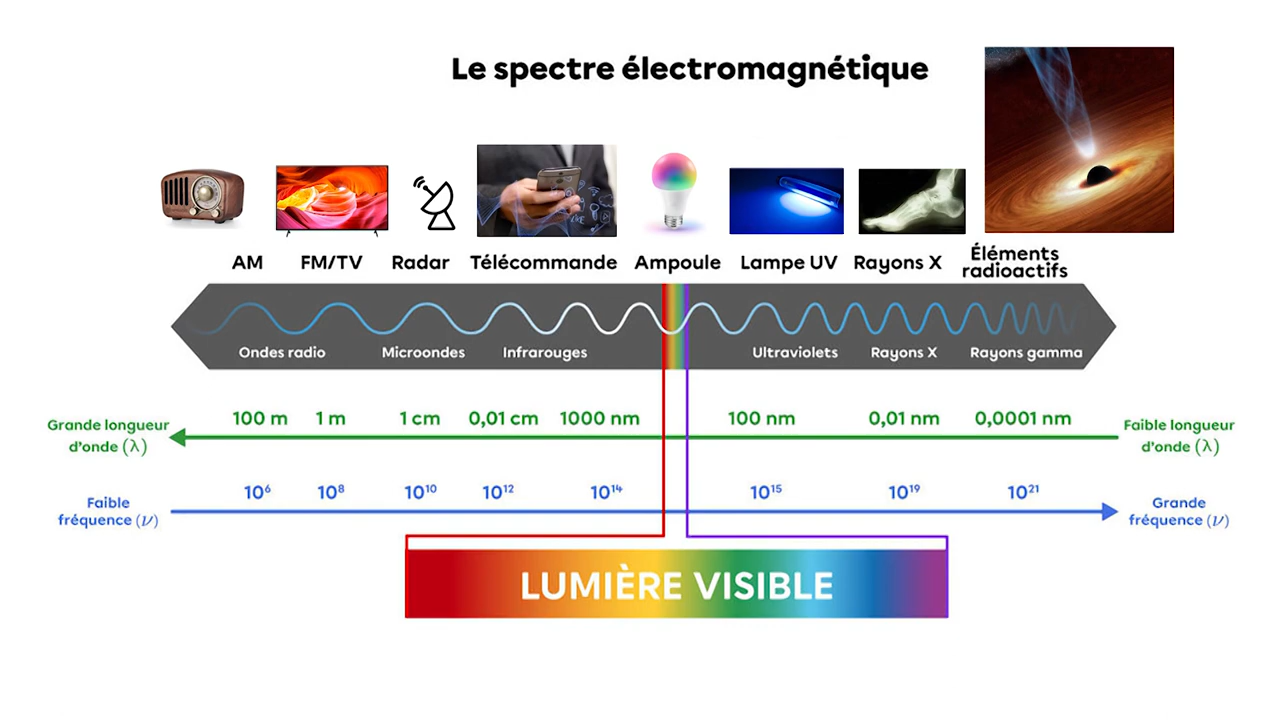 Le spectre électromagnétique
AM FM/TV Radar Télécommande Ampoule Lampe UV Rayons X Éléments radioactifs
Ondes radio Microondes Infrarouges Ultraviolets Rayons X Rayons gamma
Grande longueur
d'onde (λ)
100 m 1 m 1 cm 0,01 cm 1000 nm 100 nm 0,01 nm 0,0001 nm
Faible longueur
d'onde (λ)
Faible
fréquence (ν)
10⁶ 10⁸ 10¹⁰ 10¹² 10¹⁴ 10¹⁵ 10¹⁹ 10²¹
Grande
fréquence (ν)
LUMIÈRE VISIBLE